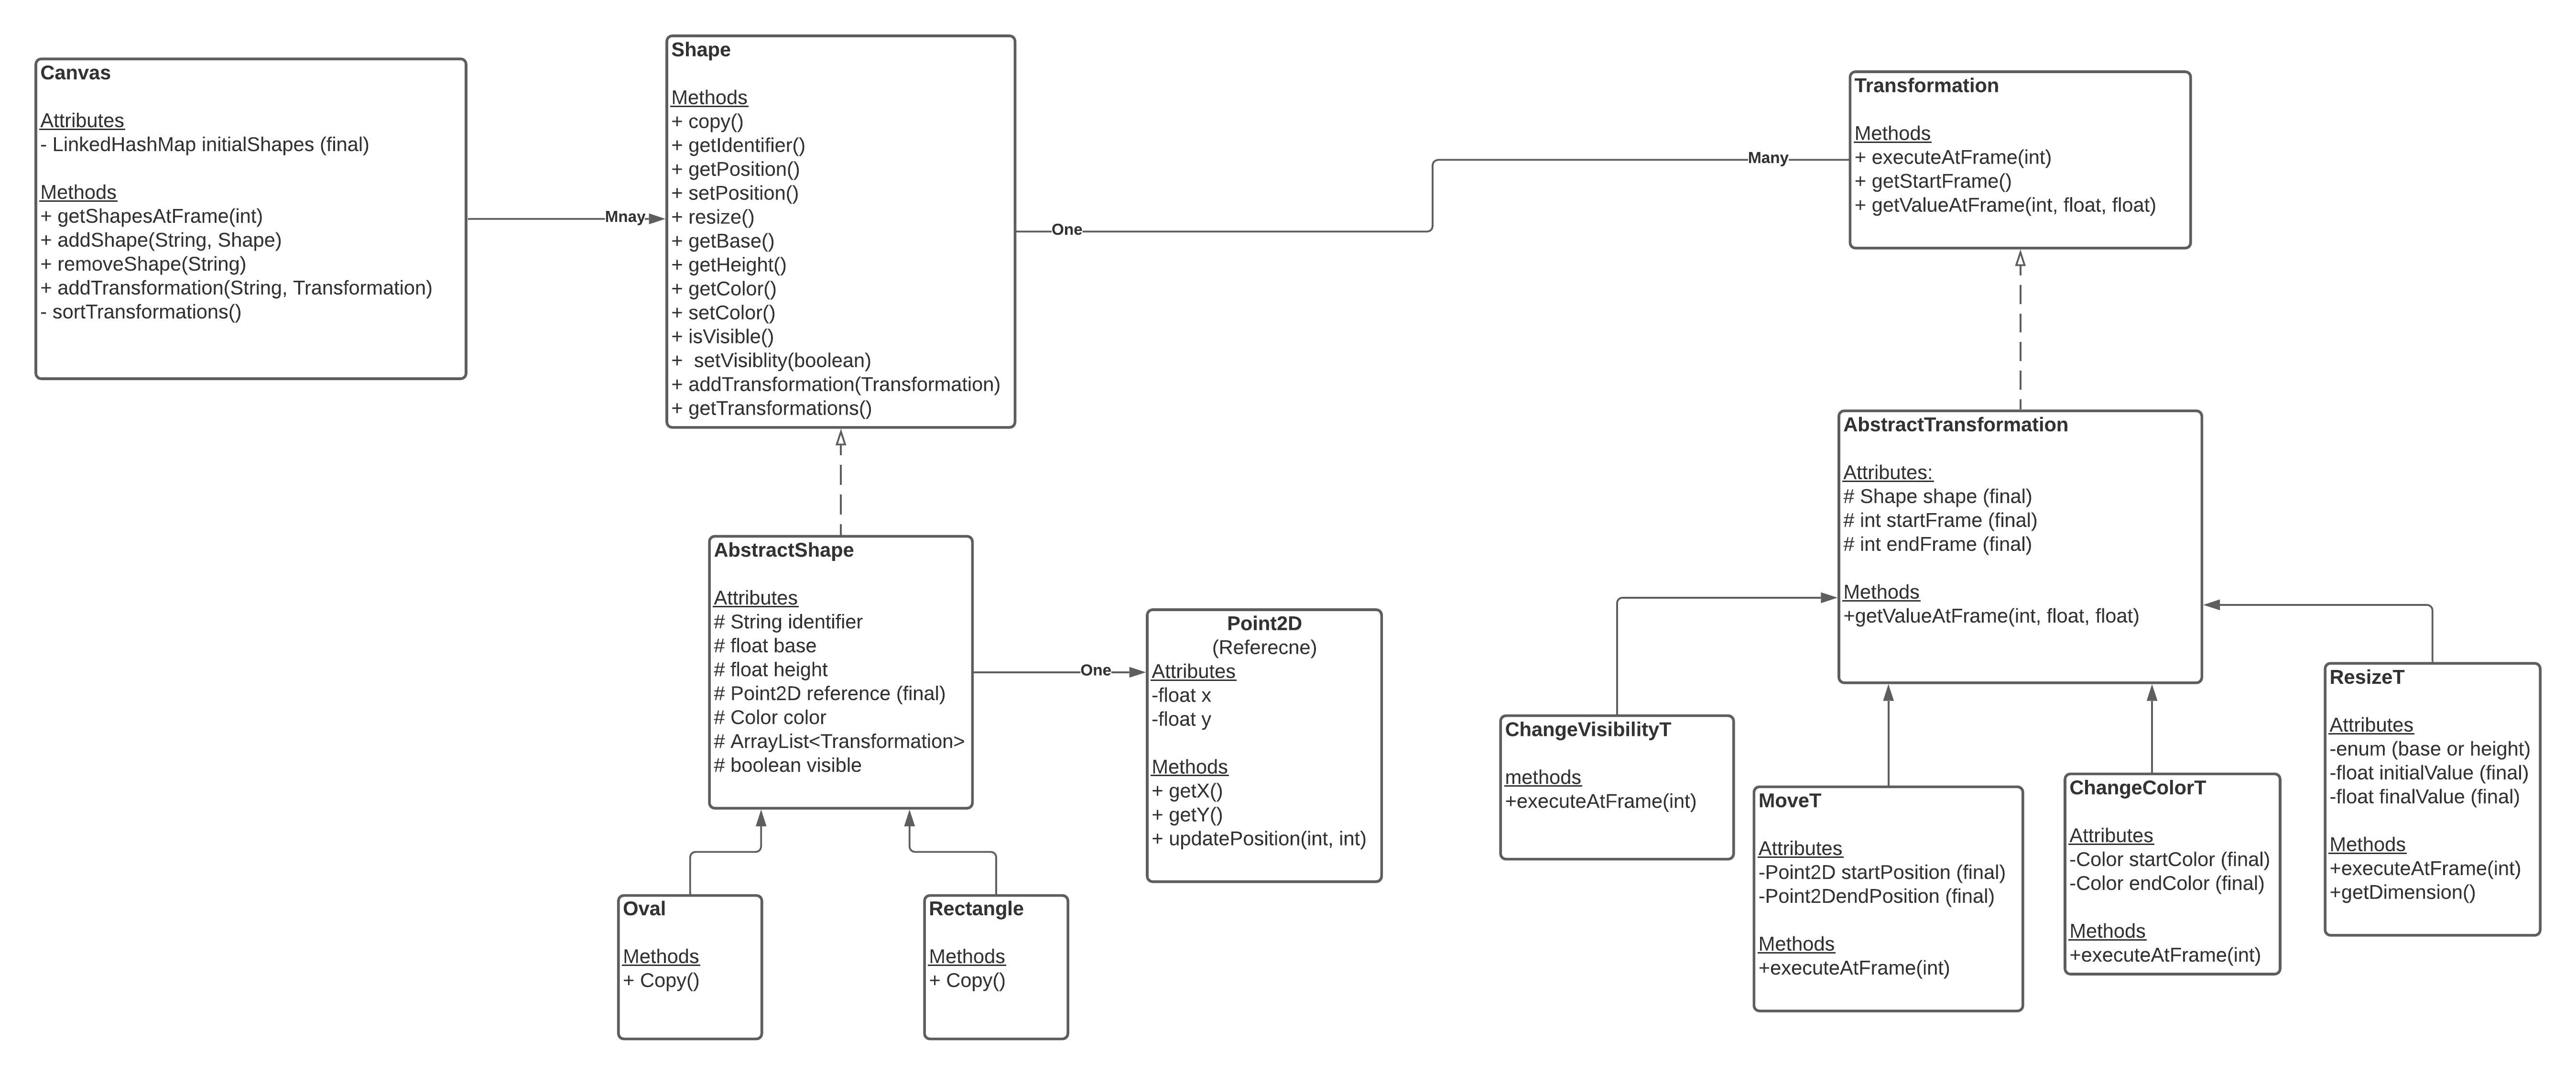 Canvas
Attributes
- LinkedHashMap initialShapes (final)
Methods
+ getShapesAtFrame(int)
+ addShape(String, Shape)
+ removeShape(String)
+ addTransformation(String, Transformation)
- sortTransformations()
Mnay
Shape
Methods
+ copy()
+ getIdentifier()
+ getPosition()
+ setPosition()
+ resize()
+ getBase()
+ getHeight()
+ getColor()
+ setColor()
+ isVisible()
+  setVisiblity(boolean)
+ addTransformation(Transformation)
+ getTransformations()
One
Many
Transformation
Methods
+ executeAtFrame(int)
+ getStartFrame()
+ getValueAtFrame(int, float, float)
AbstractShape
Attributes
# String identifier
# float base
# float height
# Point2D reference (final)
# Color color
# ArrayList<Transformation>
# boolean visible
One
Point2D
(Referecne)
Attributes
-float x
-float y
Methods
+ getX()
+ getY()
+ updatePosition(int, int)
Oval
Methods
+ Copy()
Rectangle
Methods
+ Copy()
AbstractTransformation
Attributes:
# Shape shape (final)
# int startFrame (final)
# int endFrame (final)
Methods
+getValueAtFrame(int, float, float)
ChangeVisibilityT
methods
+executeAtFrame(int)
MoveT
Attributes
-Point2D startPosition (final)
-Point2DendPosition (final)
Methods
+executeAtFrame(int)
ChangeColorT
Attributes
-Color startColor (final)
-Color endColor (final)
Methods
+executeAtFrame(int)
ResizeT
Attributes
-enum (base or height)
-float initialValue (final)
-float finalValue (final)
Methods
+executeAtFrame(int)
+getDimension()